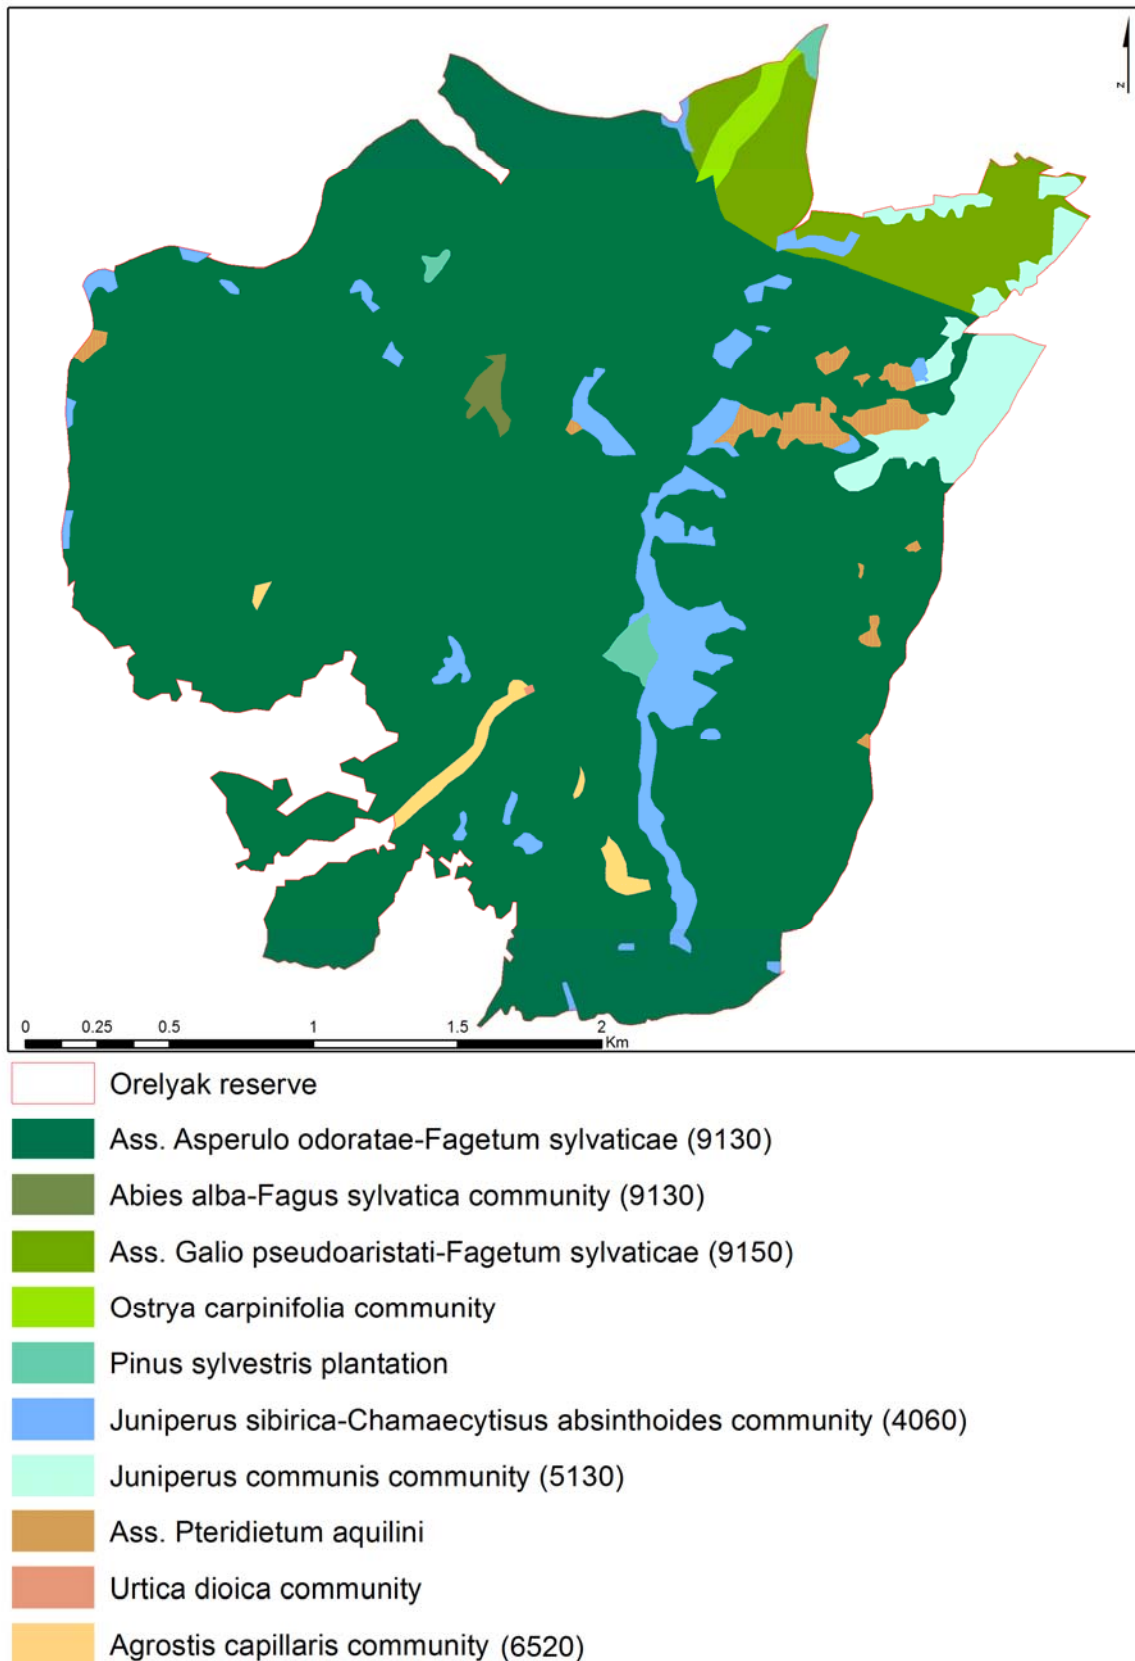 N
0 0.25 0.5 1 1.5 2
Km
Orelyak reserve
Ass. Asperulo odoratae-Fagetum sylvaticae (9130)
Abies alba-Fagus sylvatica community (9130)
Ass. Galio pseudoaristati-Fagetum sylvaticae (9150)
Ostrya carpinifolia community
Pinus sylvestris plantation
Juniperus sibirica-Chamaecytisus absinthoides community (4060)
Juniperus communis community (5130)
Ass. Pteridietum aquilini
Urtica dioica community
Agrostis capillaris community (6520)